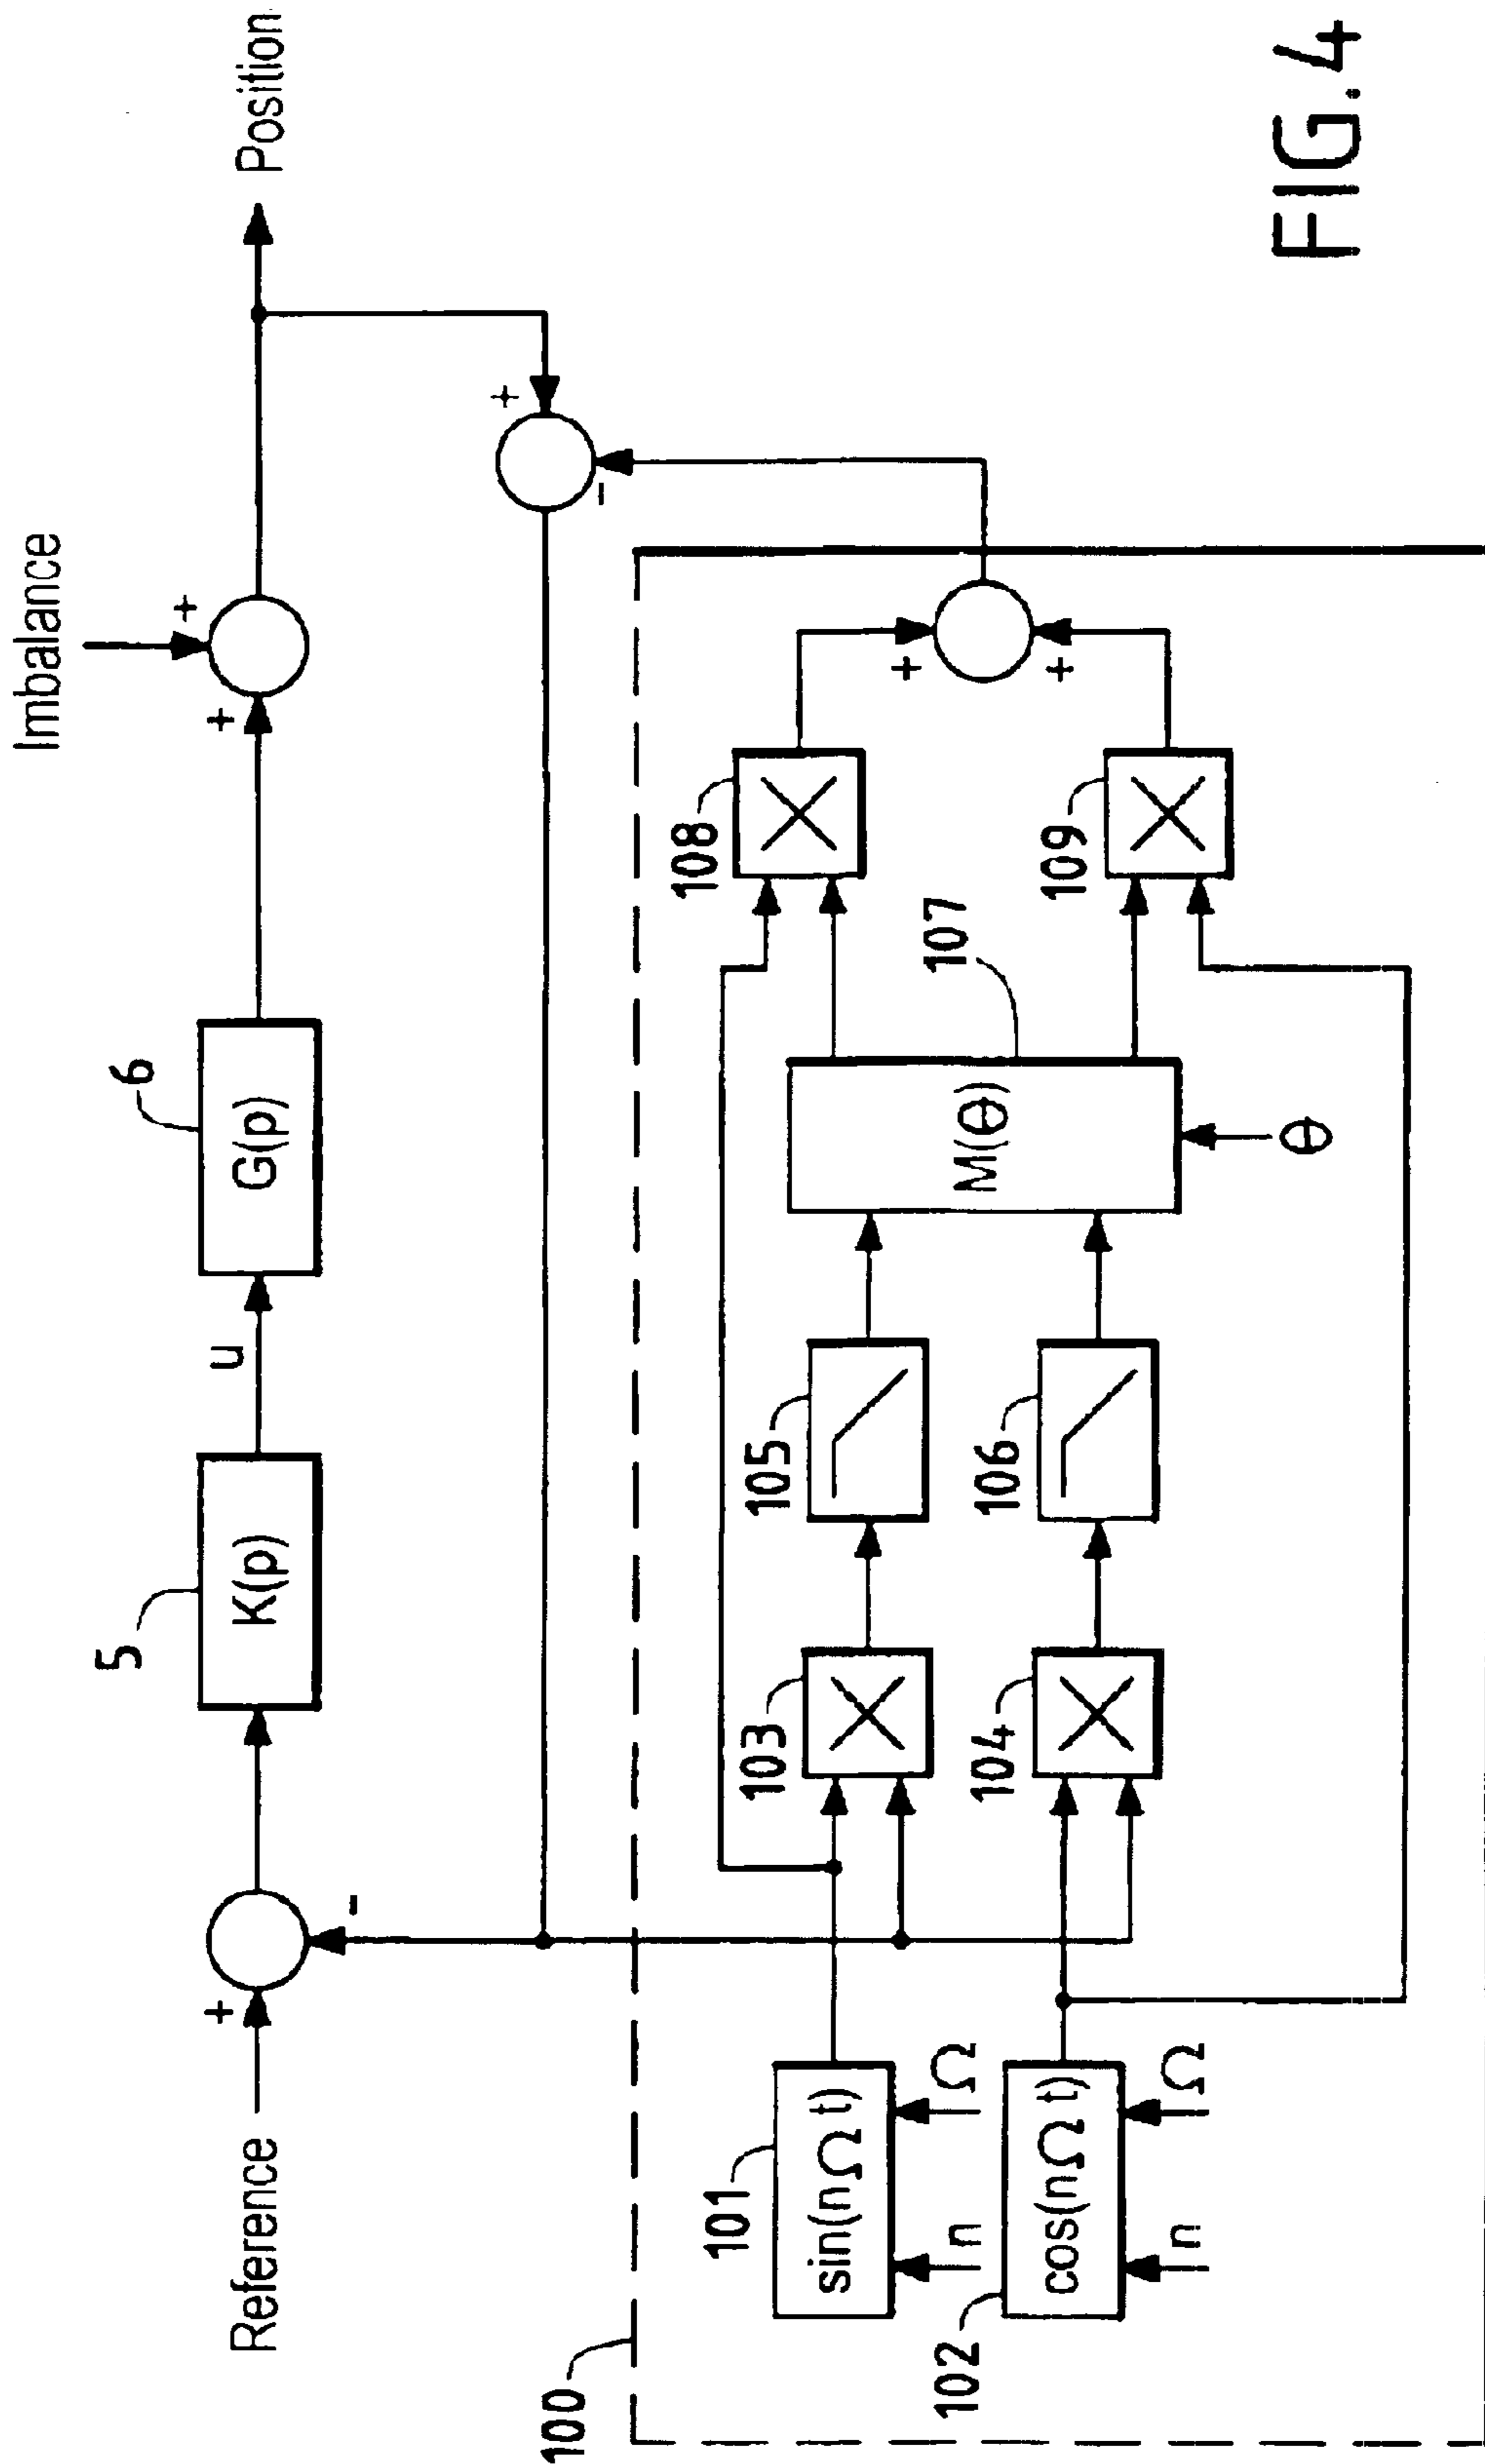 Imbalance
Reference
+
-
5
K(p)
u
6
G(p)
+
+
Position
+
-
100
101
sin(nΩt)
n
Ω
102
cos(nΩt)
n
Ω
103
104
105
106
M(θ)
107
θ
108
109
+
+
FIG.4